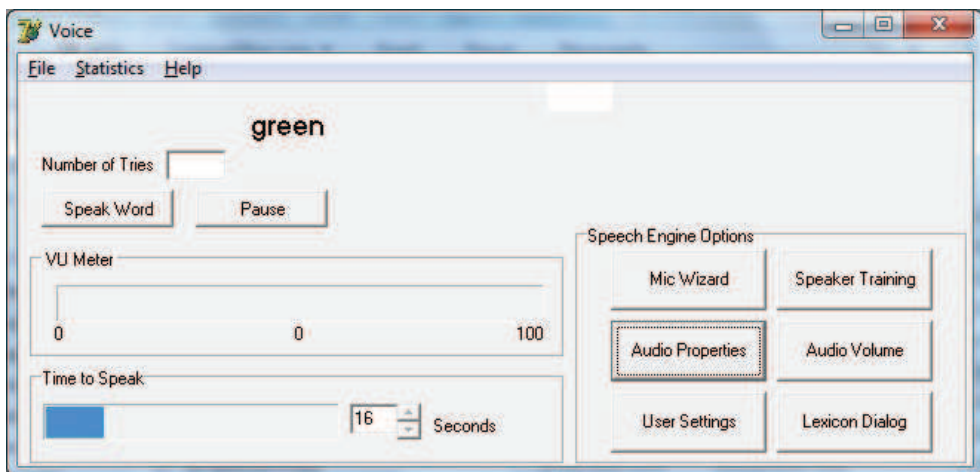 Voice
File Statistics Help
green
Number of Tries
Speak Word Pause
VU Meter
0 0 100
Time to Speak
16 Seconds
Speech Engine Options
Mic Wizard Speaker Training
Audio Properties Audio Volume
User Settings Lexicon Dialog